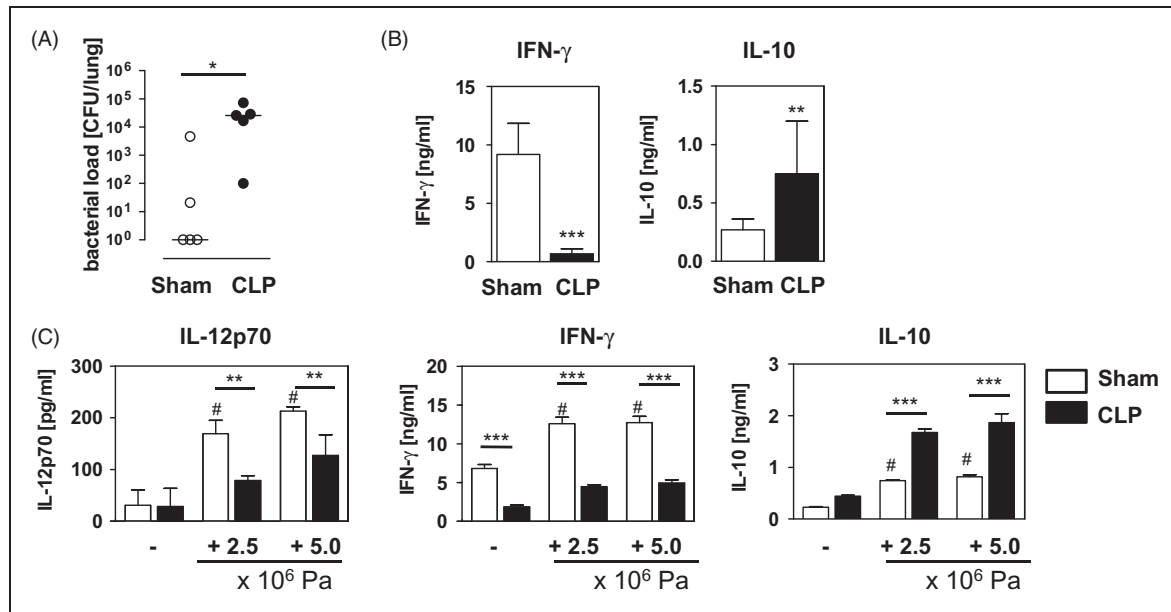 (A)
bacterial load [CFU/lung]
10⁶
10⁵
10⁴
10³
10²
10¹
10⁰
*
Sham CLP
(B)
IFN-γ
IFN-γ [ng/ml]
15
10
5
0
***
Sham CLP
IL-10
IL-10 [ng/ml]
1.5
1.0
0.5
0.0
**
Sham CLP
(C)
IL-12p70
IL-12p70 [pg/ml]
300
200
100
0
# ** # **
- + 2.5 + 5.0
x 10⁶ Pa
IFN-γ
IFN-γ [ng/ml]
20
15
10
5
0
*** # *** # ***
- + 2.5 + 5.0
x 10⁶ Pa
IL-10
IL-10 [ng/ml]
3
2
1
0
# *** # ***
- + 2.5 + 5.0
x 10⁶ Pa
Sham
CLP